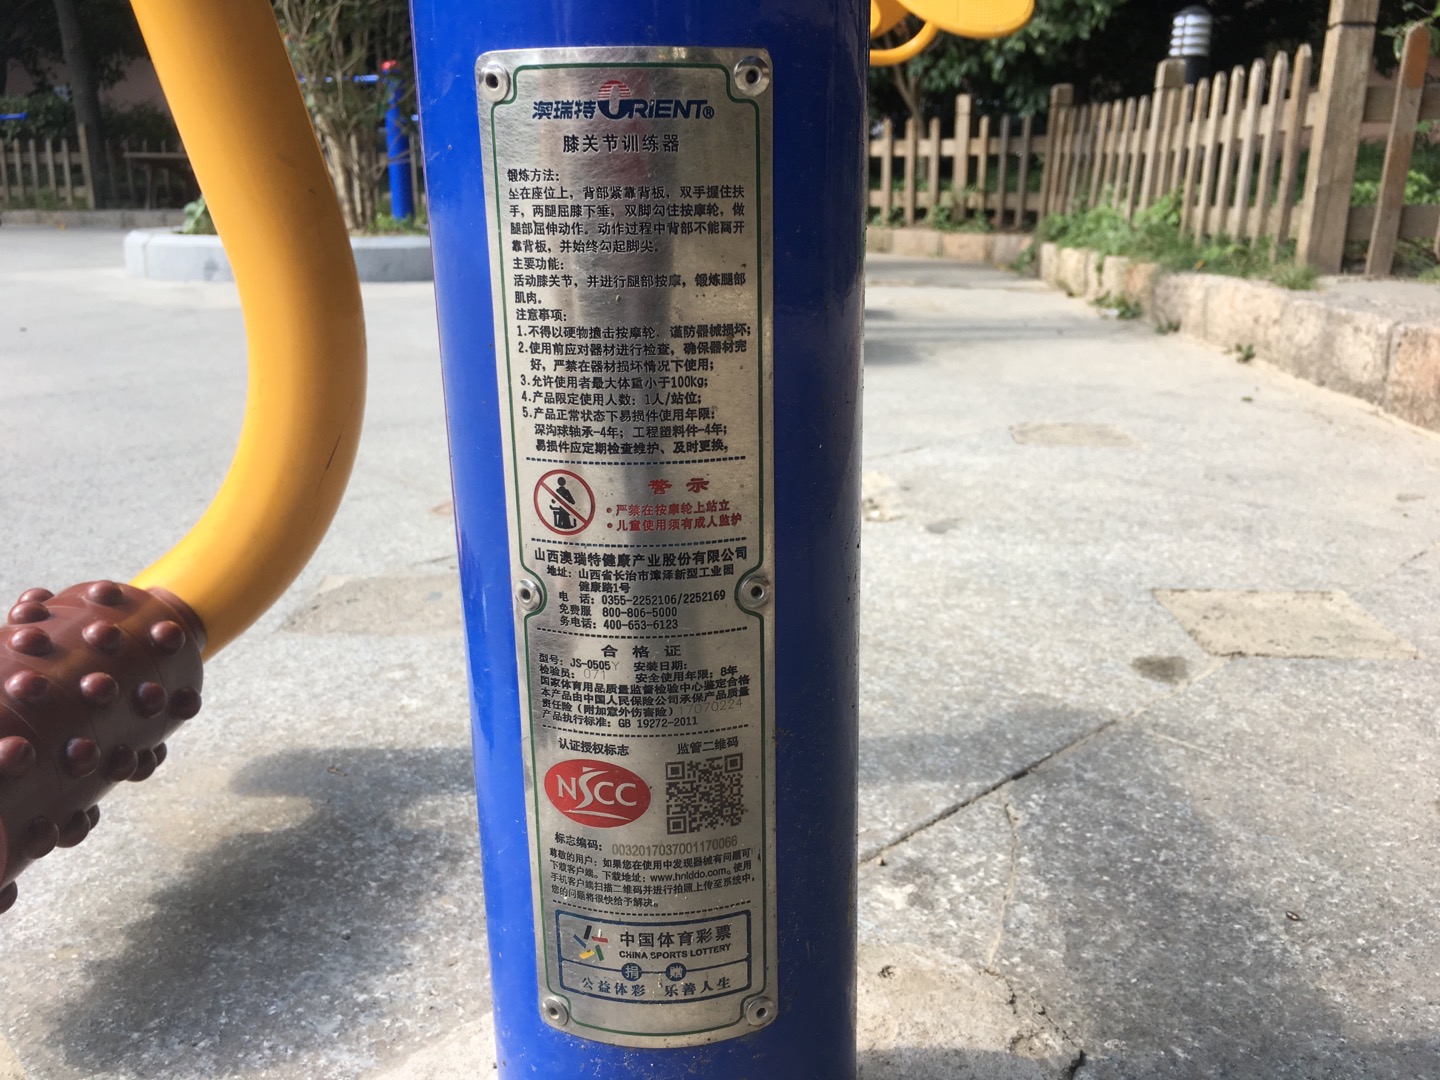 澳瑞特 ORIENT®
膝关节训练器
锻炼方法：
坐在座位上，背部紧靠背板，双手握住扶
手，两腿屈膝下垂，双脚勾住按摩轮，做
腿部屈伸动作。动作过程中背部不能离开
靠背板，并始终勾起脚尖。
主要功能：
活动膝关节，并进行腿部按摩，锻炼腿部
肌肉。
注意事项：
1.不得以硬物撞击按摩轮，谨防器械损坏；
2.使用前应对器材进行检查，确保器材完
好，严禁在器材损坏情况下使用；
3.允许使用者最大体重小于100kg；
4.产品限定使用人数：1人/站位；
5.产品正常状态下易损件使用年限：
深沟球轴承-4年；工程塑料件-4年；
易损件应定期检查维护、及时更换。
警示
• 严禁在按摩轮上站立
• 儿童使用须有成人监护
山西澳瑞特健康产业股份有限公司
地址：山西省长治市漳泽新型工业园
健康路1号
电 话：0355-2252106/2252169
免费服 800-806-5000
务电话：400-653-6123
合格证
型号：JS-0505Y 安装日期：
检验员：071 安全使用年限：8年
国家体育用品质量监督检验中心鉴定合格
本产品由中国人民保险公司承保产品质量
责任险（附加意外伤害险）17070224
产品执行标准：GB 19272-2011
认证授权标志 监管二维码
NSCC
标志编码：0032017037001170066
尊敬的用户：如果您在使用中发现器械有问题可
下载客户端。下载地址：www.hnlddo.com。使用
手机客户端扫描二维码并进行拍照上传至系统中，
您的问题将很快给予解决。
中国体育彩票
CHINA SPORTS LOTTERY
捐赠
公益体彩 乐善人生